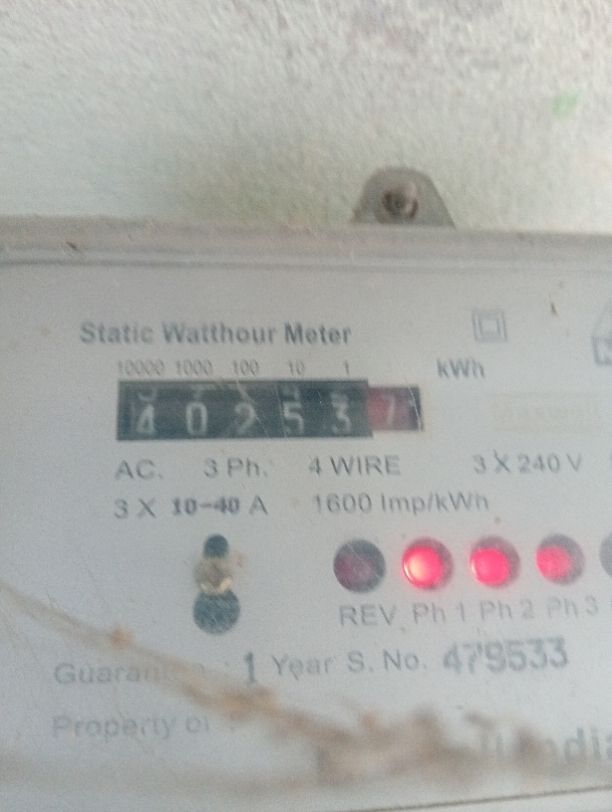 Static Watthour Meter
10000 1000 100 10 1 kWh
4 0 2 5 3 7
AC. 3 Ph. 4 WIRE 3 X 240 V
3 X 10-40 A 1600 Imp/kWh
REV Ph 1 Ph 2 Ph 3
1 Year S. No. 479533
Property of